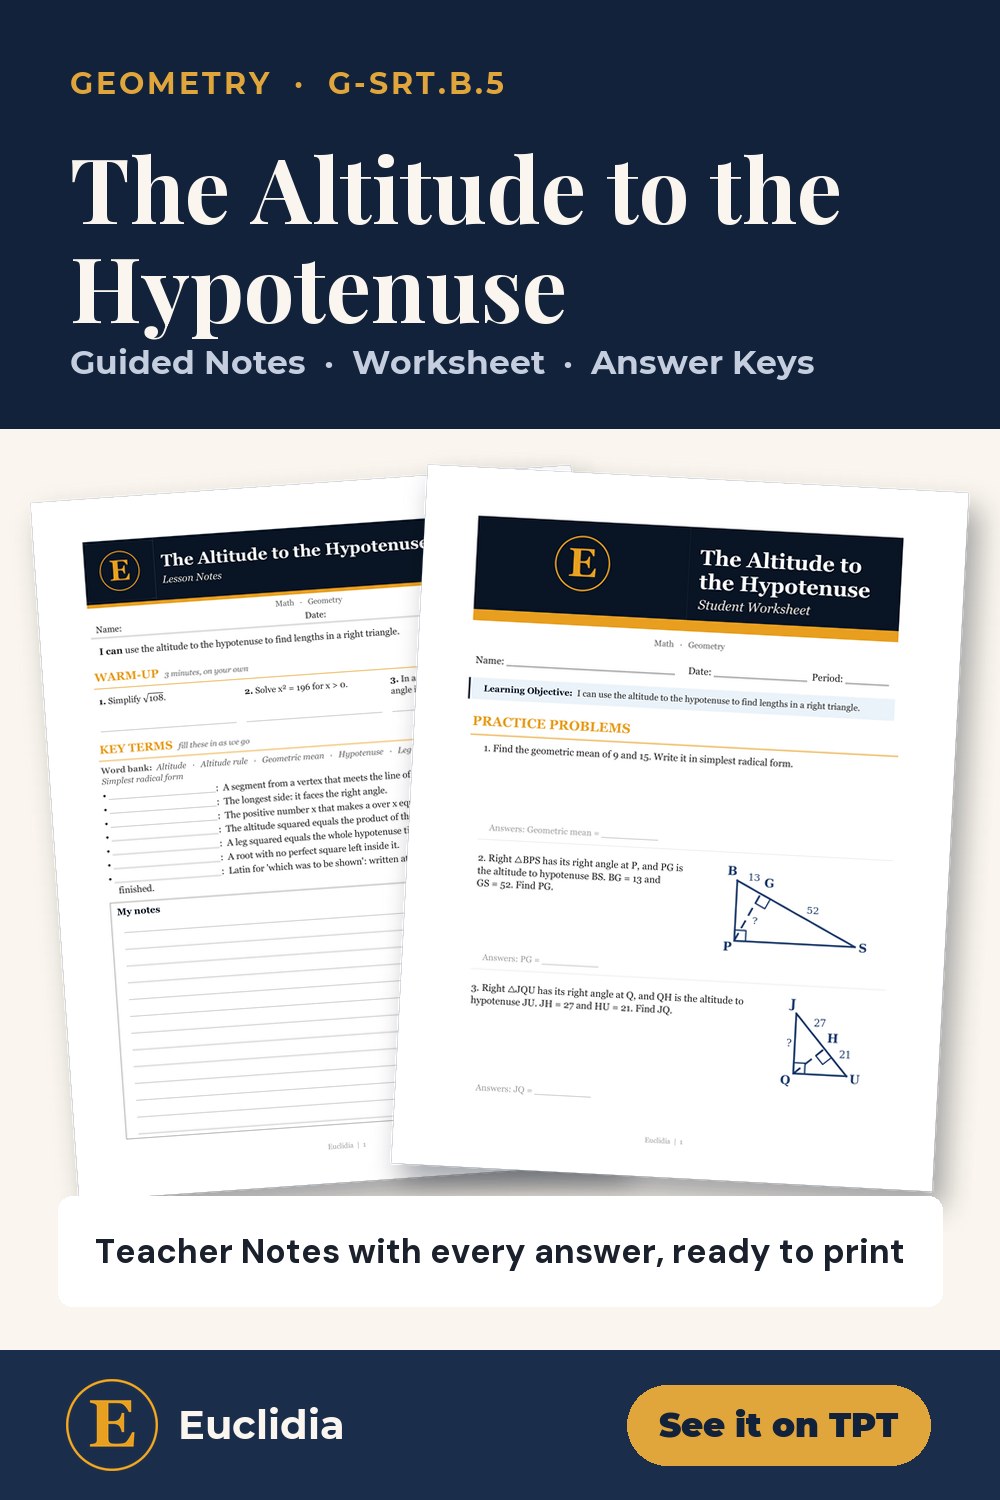 GEOMETRY · G-SRT.B.5
The Altitude to the
Hypotenuse
Guided Notes · Worksheet · Answer Keys
E
The Altitude to the Hypotenuse
Lesson Notes
Math · Geometry
Name:
Date:
I can use the altitude to the hypotenuse to find lengths in a right triangle.
WARM-UP 3 minutes, on your own
1. Simplify √108.
2. Solve x² = 196 for x > 0.
3. In a
angle
KEY TERMS fill these in as we go
Word bank: Altitude · Altitude rule · Geometric mean · Hypotenuse · Leg
Simplest radical form
• : A segment from a vertex that meets the line of
• : The longest side: it faces the right angle.
• : The positive number x that makes a over x
• : The altitude squared equals the product of
• : A leg squared equals the whole hypotenuse
• : A root with no perfect square left inside it.
• : Latin for 'which was to be shown': written
finished.
My notes
Euclidia | 1
E
The Altitude to
the Hypotenuse
Student Worksheet
Math · Geometry
Name: Date: Period:
Learning Objective: I can use the altitude to the hypotenuse to find lengths in a right triangle.
PRACTICE PROBLEMS
1. Find the geometric mean of 9 and 15. Write it in simplest radical form.
Answers: Geometric mean =
2. Right △BPS has its right angle at P, and PG is
the altitude to hypotenuse BS. BG = 13 and
GS = 52. Find PG.
B 13 G
52
?
P S
Answers: PG =
3. Right △JQU has its right angle at Q, and QH is the altitude to
hypotenuse JU. JH = 27 and HU = 21. Find JQ.
J
27
? H
21
Q U
Answers: JQ =
Euclidia | 1
Teacher Notes with every answer, ready to print
E Euclidia
See it on TPT